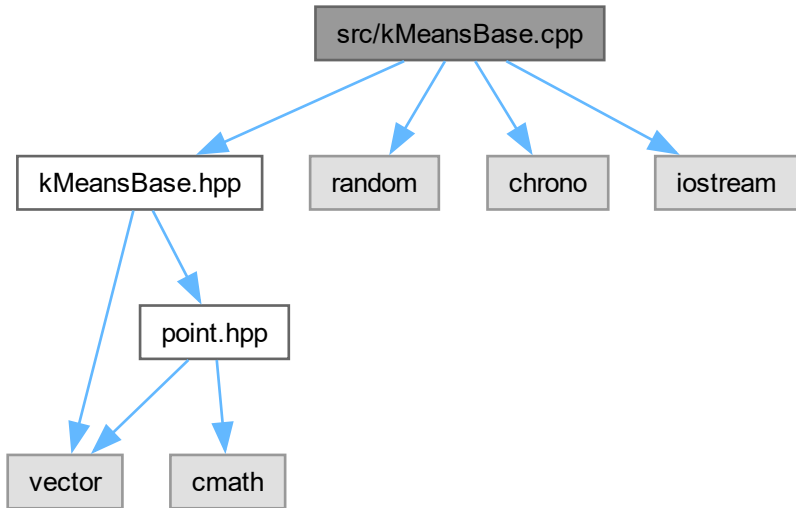 src/kMeansBase.cpp
kMeansBase.hpp
random
chrono
iostream
point.hpp
vector
cmath